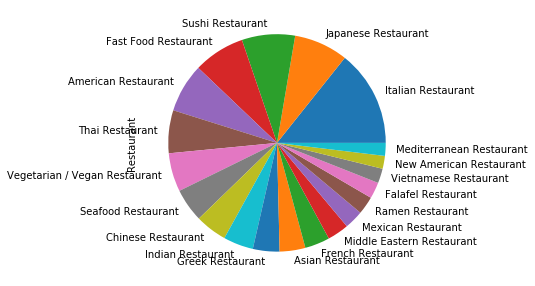 Sushi Restaurant
Japanese Restaurant
Fast Food Restaurant
American Restaurant
Italian Restaurant
Thai Restaurant
Restaurant
Mediterranean Restaurant
New American Restaurant
Vegetarian / Vegan Restaurant
Vietnamese Restaurant
Falafel Restaurant
Seafood Restaurant
Ramen Restaurant
Mexican Restaurant
Chinese Restaurant
Middle Eastern Restaurant
Indian Restaurant
French Restaurant
Greek Restaurant
Asian Restaurant